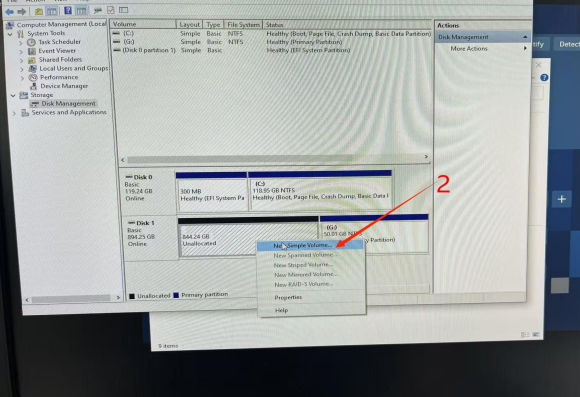 File Action View Help
Computer Management (Local
System Tools
Task Scheduler
Event Viewer
Shared Folders
Local Users and Groups
Performance
Device Manager
Storage
Disk Management
Services and Applications
Volume Layout Type File System Status
(C:) Simple Basic NTFS Healthy (Boot, Page File, Crash Dump, Basic Data Partition)
(G:) Simple Basic NTFS Healthy (Primary Partition)
(Disk 0 partition 1) Simple Basic Healthy (EFI System Partition)
Actions
Disk Management
More Actions
tify Detect
Disk 0
Basic
119.24 GB
Online
300 MB
Healthy (EFI System Pa
(C:)
118.95 GB NTFS
Healthy (Boot, Page File, Crash Dump, Basic Data I
2
Disk 1
Basic
894.25 GB
Online
844.24 GB
Unallocated
(G:)
50.01 GB NTFS
y Partition)
New Simple Volume...
New Spanned Volume...
New Striped Volume...
New Mirrored Volume...
New RAID-5 Volume...
Properties
Help
Unallocated Primary partition
9 items